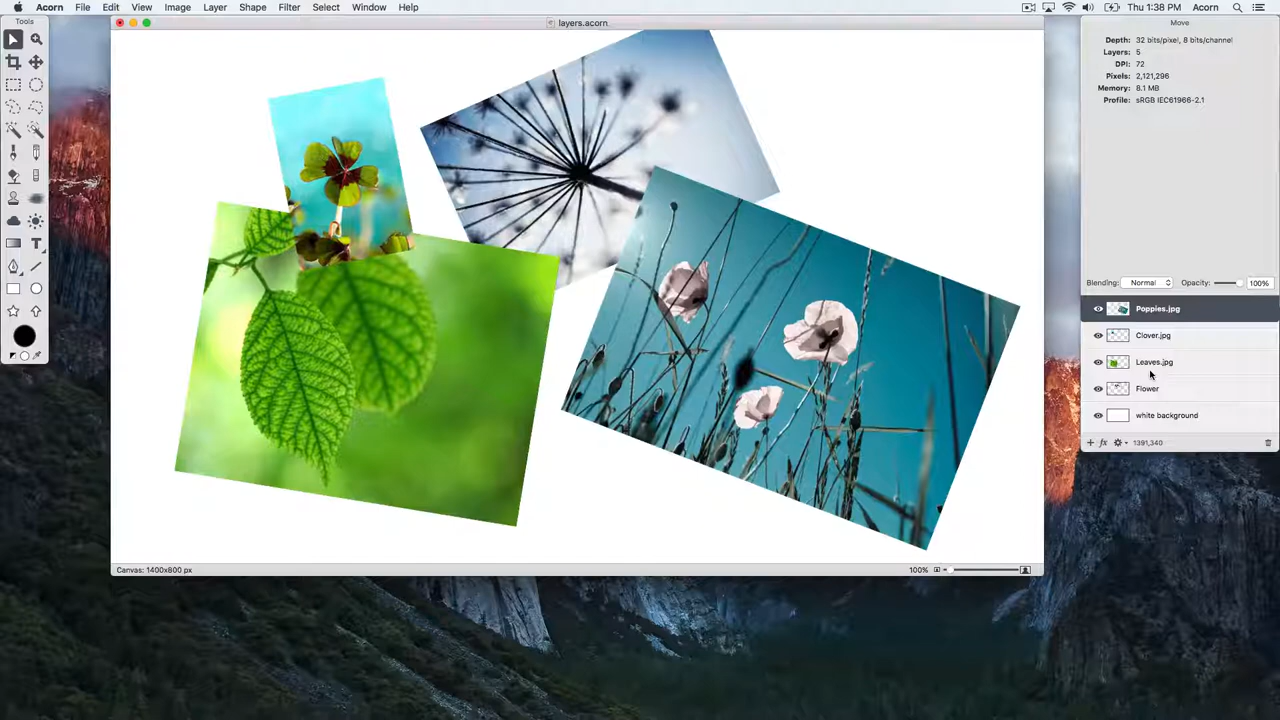 Acorn File Edit View Image Layer Shape Filter Select Window Help
Thu 1:38 PM Acorn
Tools
layers.acorn
Move
Depth: 32 bits/pixel, 8 bits/channel
Layers: 5
DPI: 72
Pixels: 2,121,296
Memory: 8.1 MB
Profile: sRGB IEC61966-2.1
T
Blending: Normal Opacity: 100%
Poppies.jpg
Clover.jpg
Leaves.jpg
Flower
white background
fx 1391,340
Canvas: 1400x800 px
100%